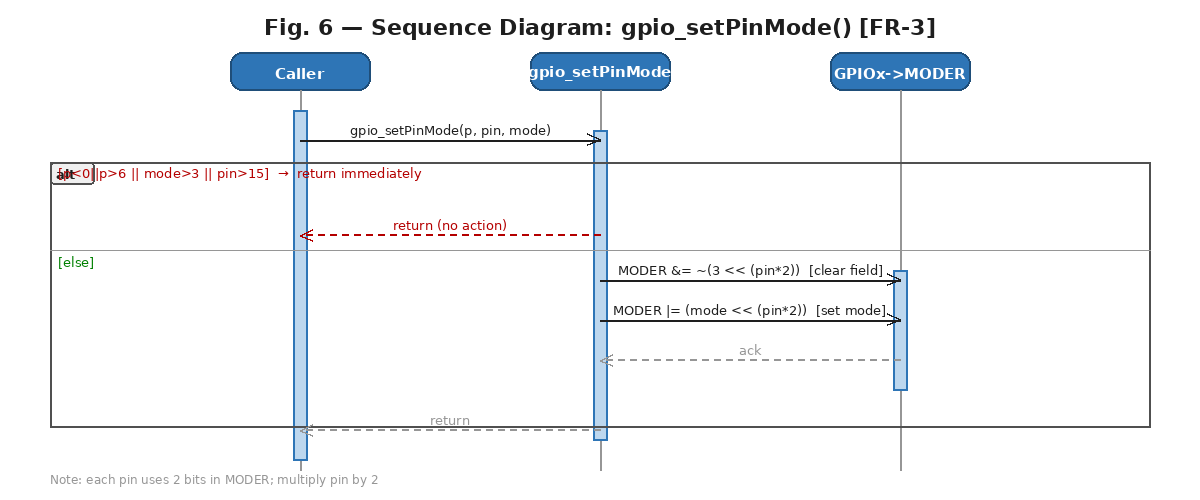 Fig. 6 — Sequence Diagram: gpio_setPinMode() [FR-3]
Caller
gpio_setPinMode
GPIOx->MODER
gpio_setPinMode(p, pin, mode)
alt
[p<0||p>6 || mode>3 || pin>15] → return immediately
return (no action)
[else]
MODER &= ~(3 << (pin*2)) [clear field]
MODER |= (mode << (pin*2)) [set mode]
ack
return
Note: each pin uses 2 bits in MODER; multiply pin by 2